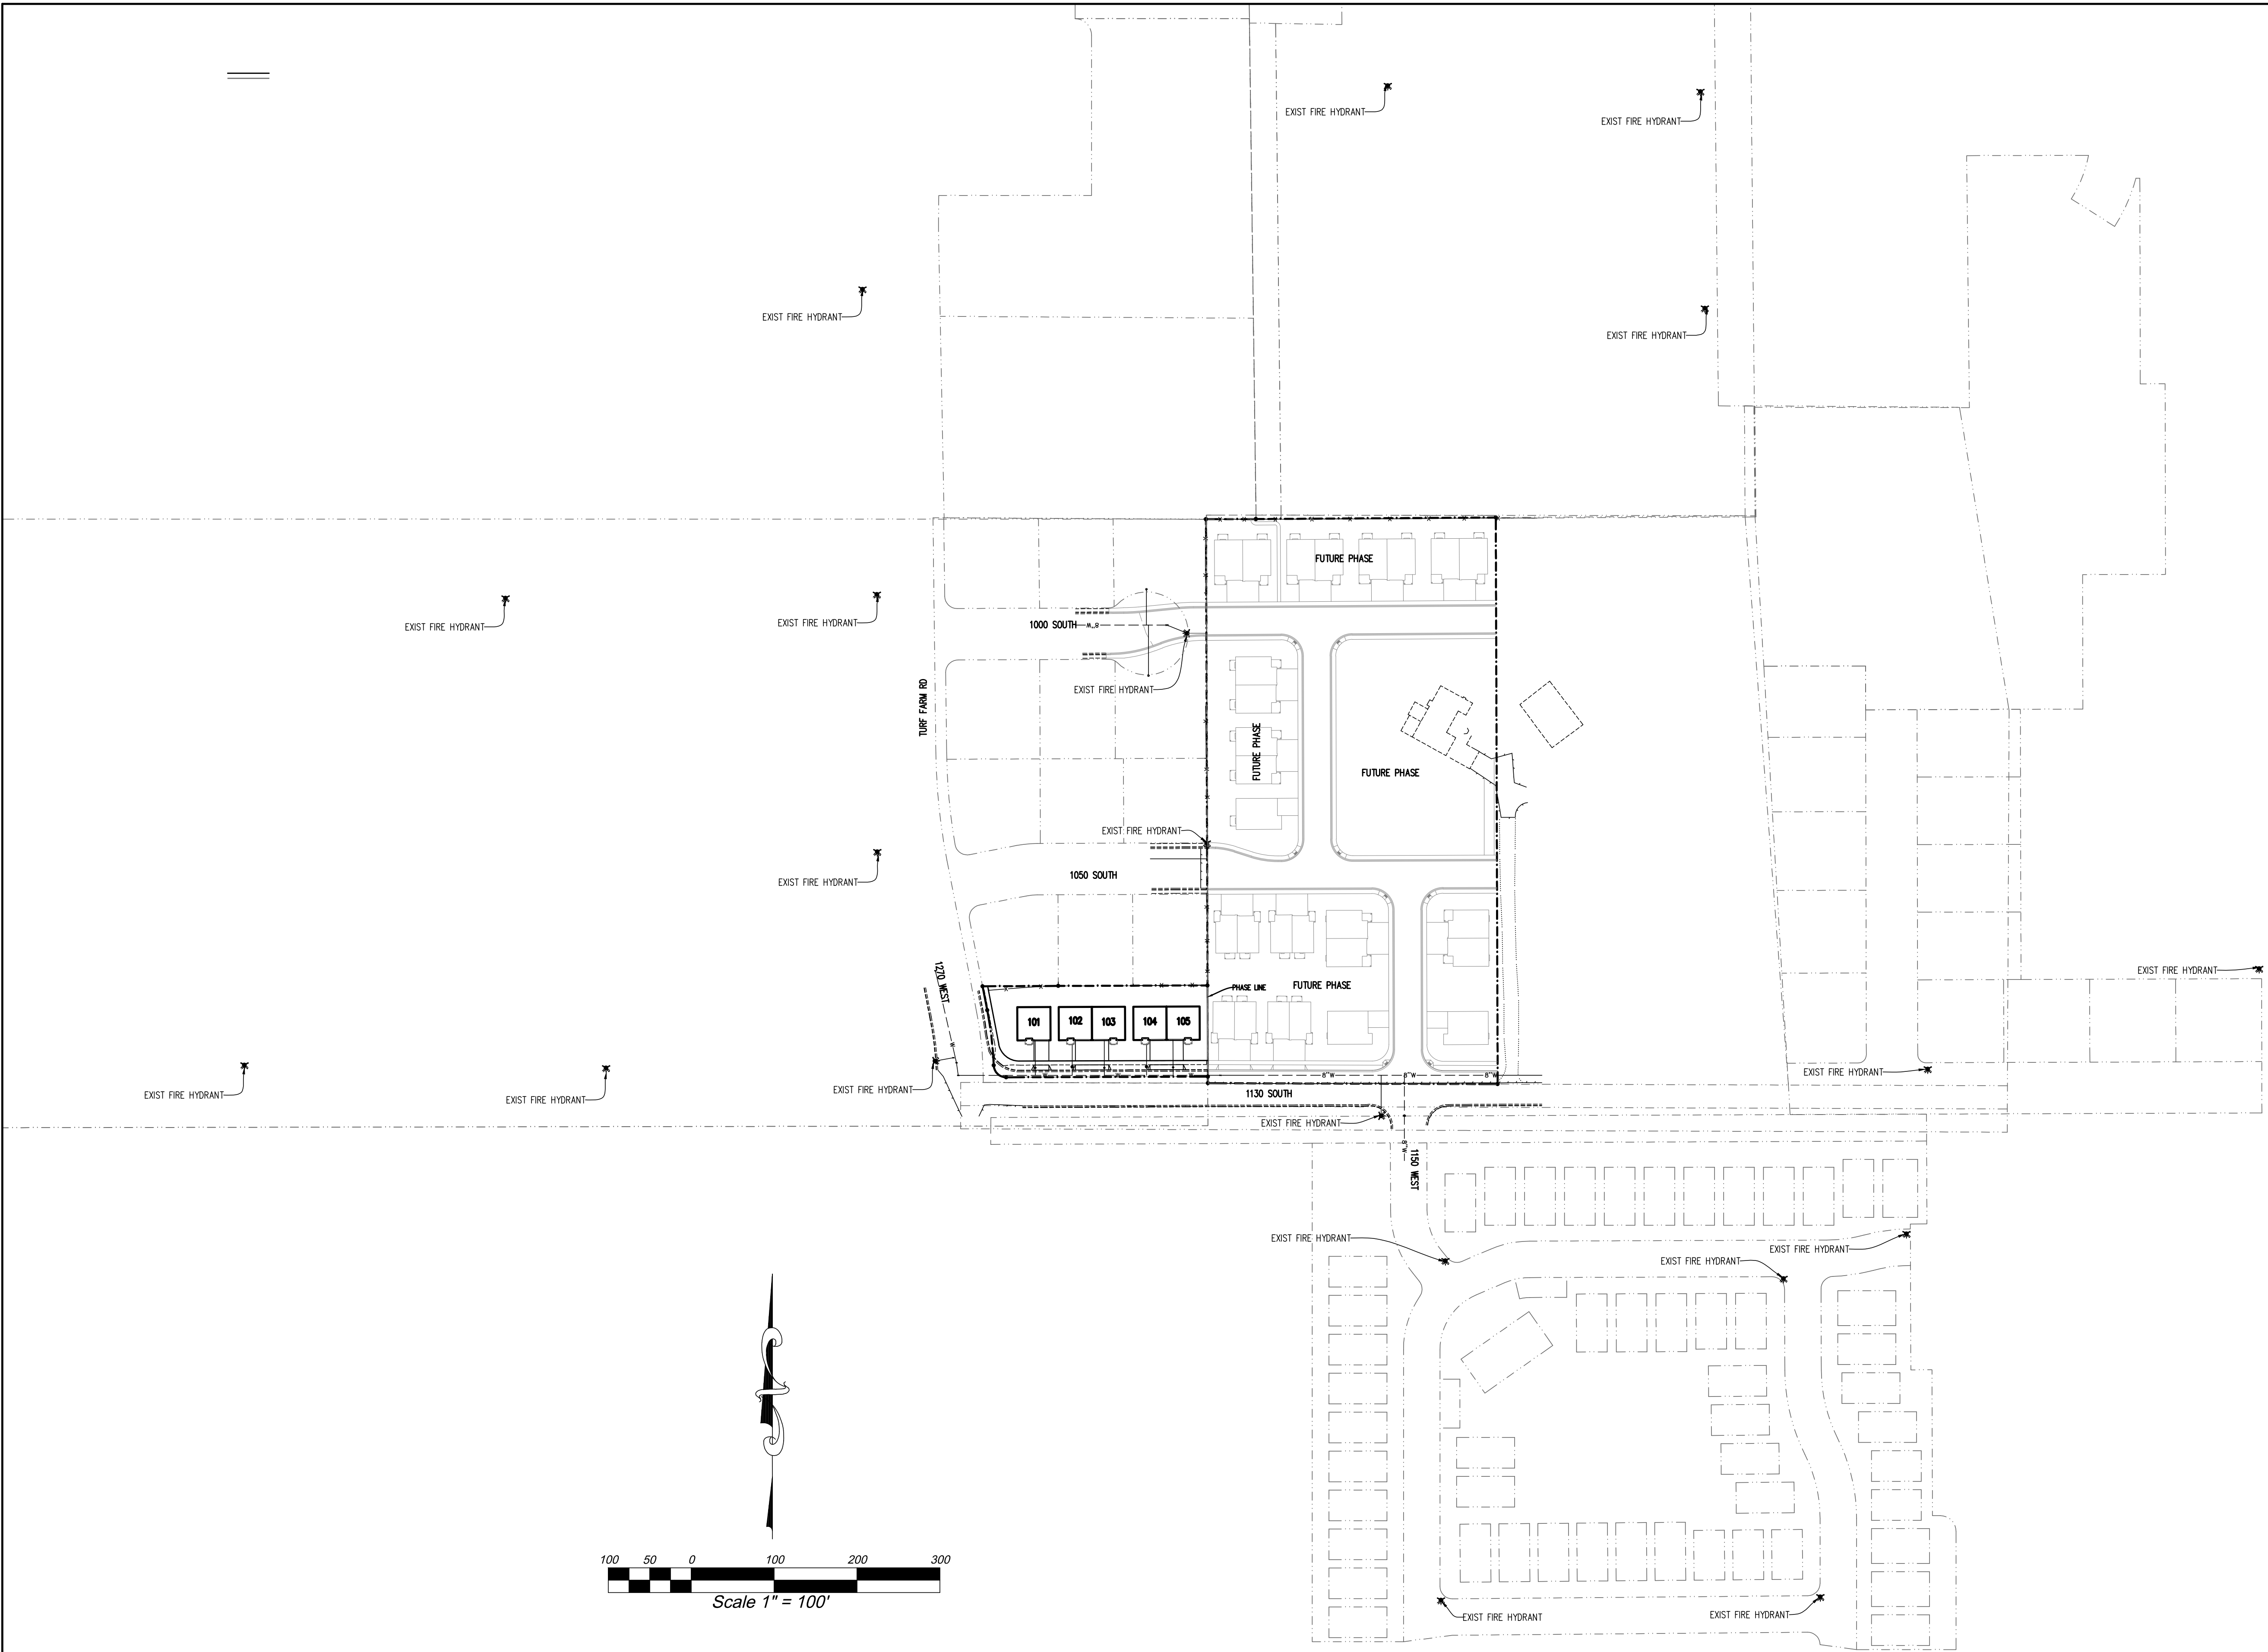 EXIST FIRE HYDRANT
EXIST FIRE HYDRANT
EXIST FIRE HYDRANT
EXIST FIRE HYDRANT
FUTURE PHASE
EXIST FIRE HYDRANT
EXIST FIRE HYDRANT
1000 SOUTH
8"W
EXIST FIRE HYDRANT
TURF FARM RD
FUTURE PHASE
FUTURE PHASE
EXIST FIRE HYDRANT
1050 SOUTH
EXIST FIRE HYDRANT
1270 WEST
W
EXIST FIRE HYDRANT
PHASE LINE
FUTURE PHASE
101
102
103
104
105
EXIST FIRE HYDRANT
8"W
8"W
8"W
EXIST FIRE HYDRANT
EXIST FIRE HYDRANT
EXIST FIRE HYDRANT
1130 SOUTH
EXIST FIRE HYDRANT
8"W
1150 WEST
EXIST FIRE HYDRANT
EXIST FIRE HYDRANT
EXIST FIRE HYDRANT
100 50 0 100 200 300
Scale 1" = 100'
EXIST FIRE HYDRANT
EXIST FIRE HYDRANT